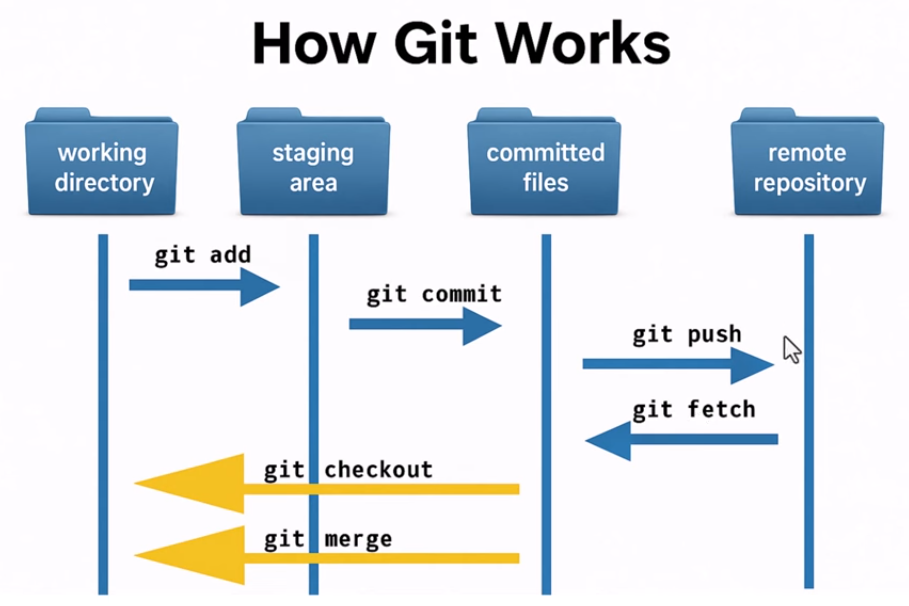 How Git Works
working
directory
staging
area
committed
files
remote
repository
git add
git commit
git push
git fetch
git checkout
git merge